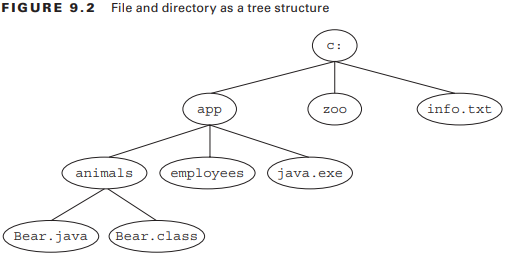 FIGURE 9.2 File and directory as a tree structure
c:
app zoo info.txt
animals employees java.exe
Bear.java Bear.class